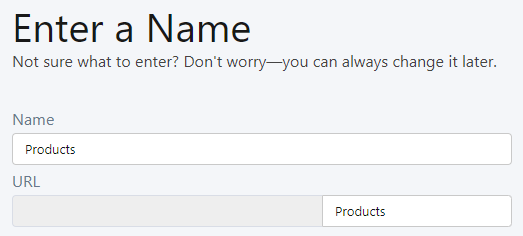 Enter a Name
Not sure what to enter? Don't worry—you can always change it later.
Name
Products
URL
Products